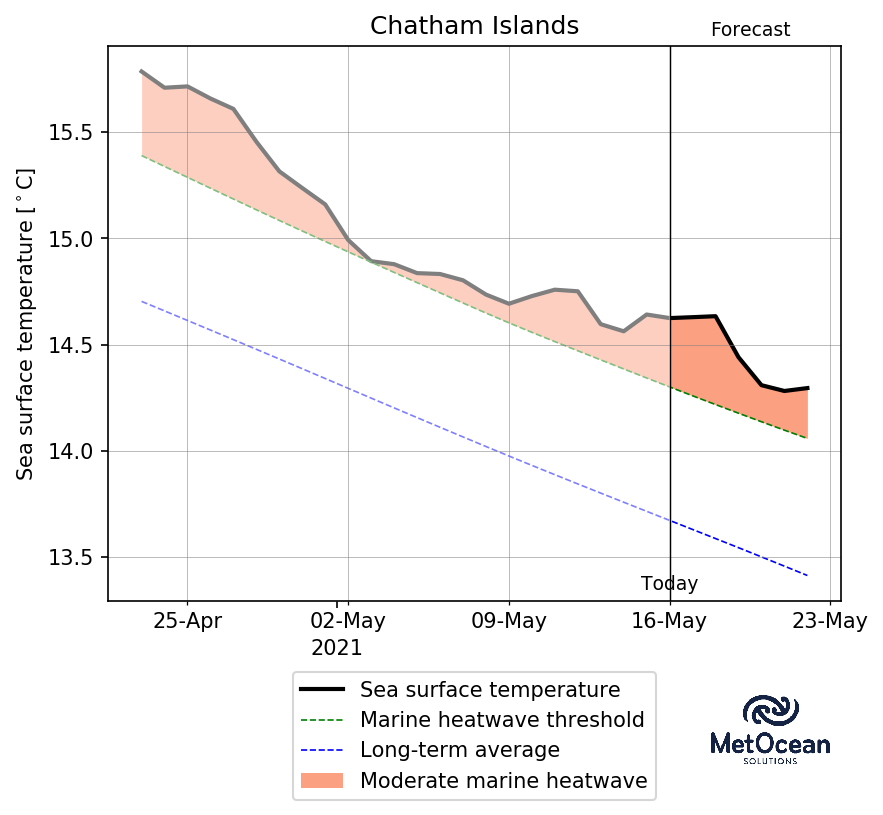 Chatham Islands
Forecast
Sea surface temperature [°C]
15.5
15.0
14.5
14.0
13.5
Today
25-Apr 02-May 09-May 16-May 23-May
2021
Sea surface temperature
Marine heatwave threshold
Long-term average
Moderate marine heatwave
MetOcean
SOLUTIONS